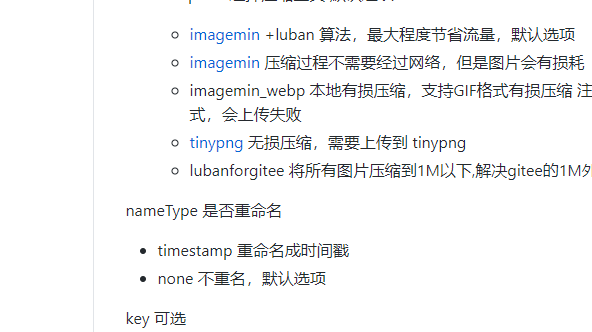 imagemin +luban 算法，最大程度节省流量，默认选项
imagemin 压缩过程不需要经过网络，但是图片会有损耗
imagemin_webp 本地有损压缩，支持GIF格式有损压缩 注
式，会上传失败
tinypng 无损压缩，需要上传到 tinypng
lubanforgitee 将所有图片压缩到1M以下,解决gitee的1M外
nameType 是否重命名
timestamp 重命名成时间戳
none 不重名，默认选项
key 可选